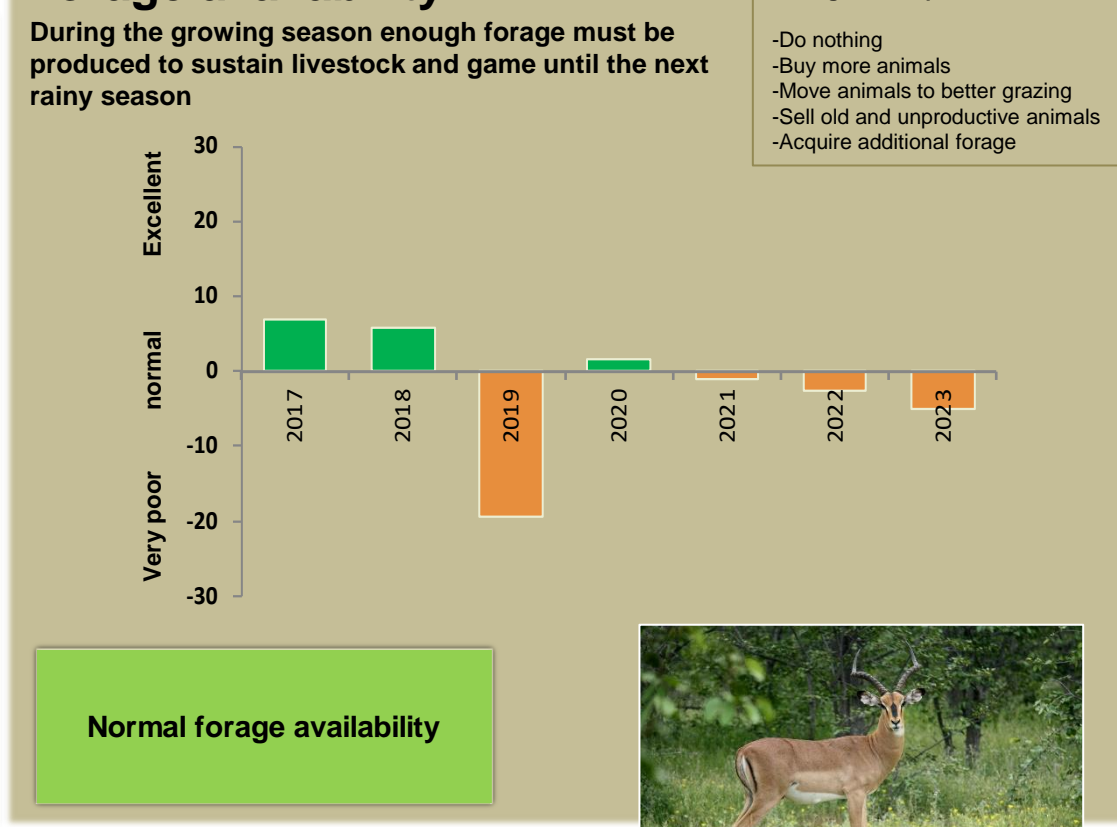 During the growing season enough forage must be
produced to sustain livestock and game until the next
rainy season
-Do nothing
-Buy more animals
-Move animals to better grazing
-Sell old and unproductive animals
-Acquire additional forage
Excellent
normal
Very poor
30
20
10
0
-10
-20
-30
2017
2018
2019
2020
2021
2022
2023
Normal forage availability